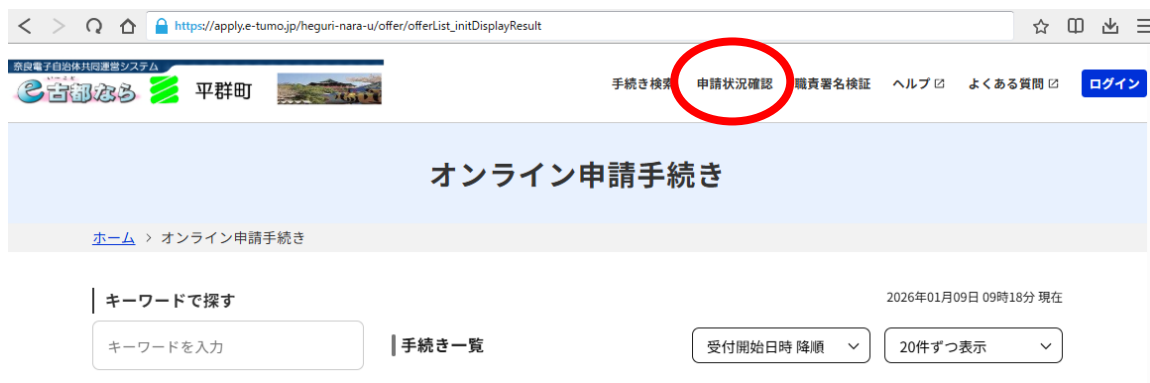 https://apply.e-tumo.jp/heguri-nara-u/offer/offerList_initDisplayResult
奈良電子自治体共同運営システム
いーこと
e古都なら 平群町
手続き検索 申請状況確認 職責署名検証 ヘルプ よくある質問 ログイン
オンライン申請手続き
ホーム > オンライン申請手続き
キーワードで探す
2026年01月09日 09時18分 現在
キーワードを入力
手続き一覧
受付開始日時 降順
20件ずつ表示